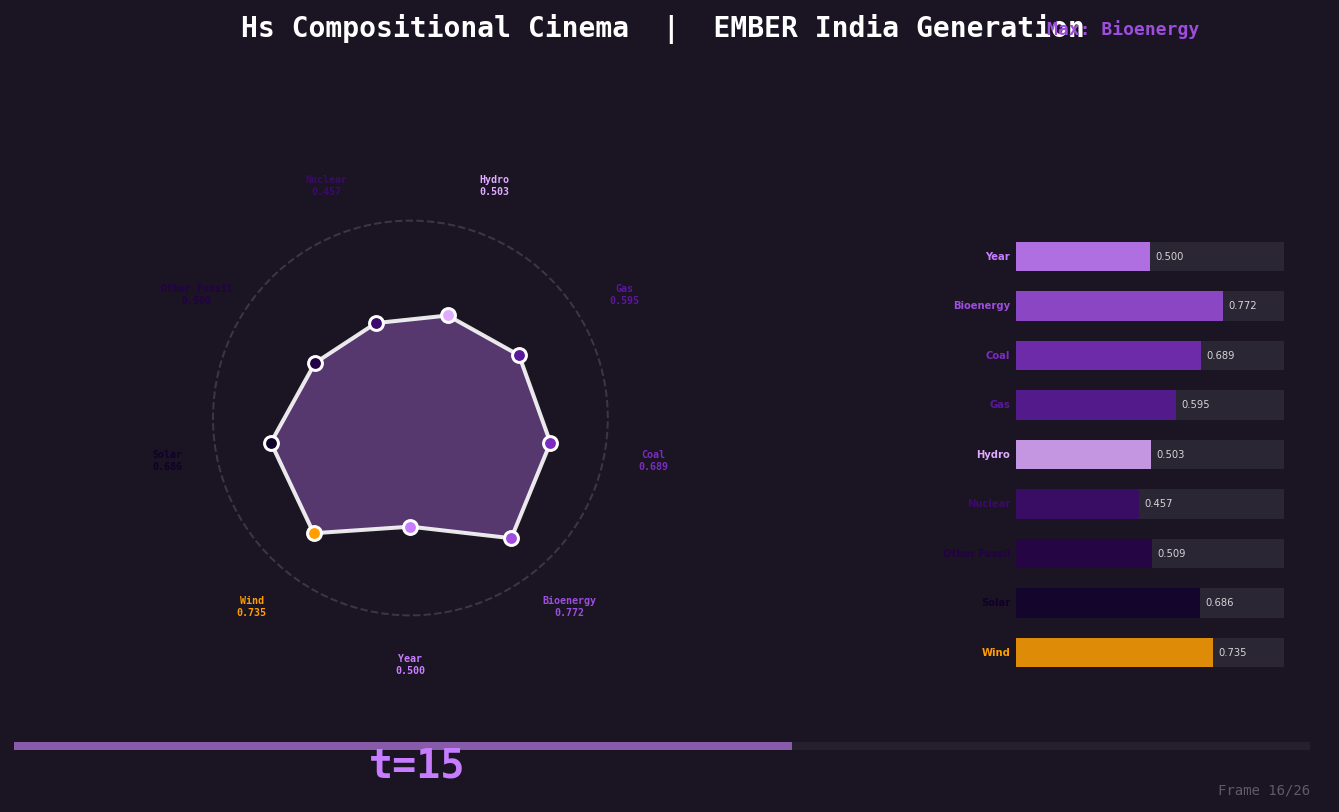 Hs Compositional Cinema | EMBER India Generation
Max: Bioenergy
Nuclear
0.457
Hydro
0.503
Other Fossil
0.509
Gas
0.595
Solar
0.686
Coal
0.689
Wind
0.735
Bioenergy
0.772
Year
0.500
Year 0.500
Bioenergy 0.772
Coal 0.689
Gas 0.595
Hydro 0.503
Nuclear 0.457
Other Fossil 0.509
Solar 0.686
Wind 0.735
t=15
Frame 16/26